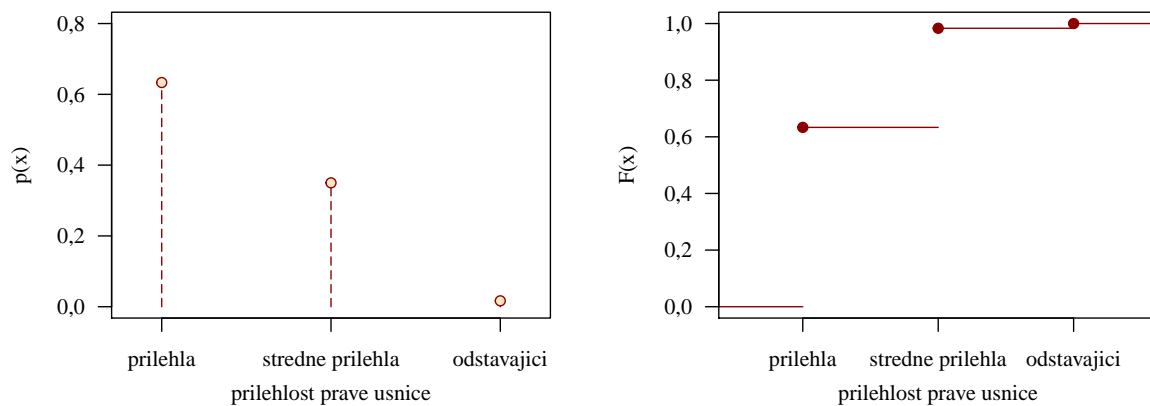 p(x)
0,8
0,6
0,4
0,2
0,0
prilehla stredne prilehla odstavajici
prilehlost prave usnice
F(x)
1,0
0,8
0,6
0,4
0,2
0,0
prilehla stredne prilehla odstavajici
prilehlost prave usnice